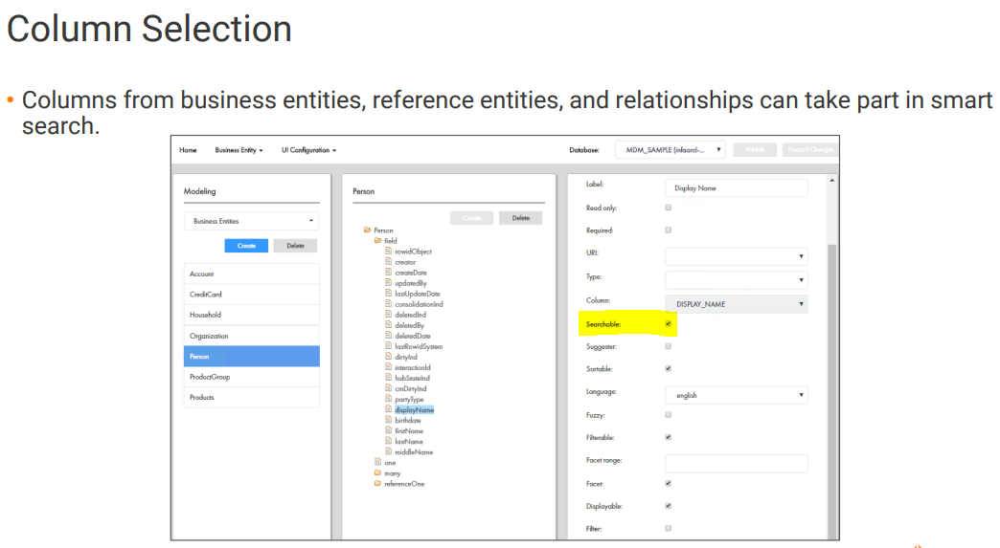 Column Selection
• Columns from business entities, reference entities, and relationships can take part in smart
search.
Home Business Entity UI Configuration Database: MDM_SAMPLE (infaorcl-... Publish Discard Changes
Modeling
Business Entities
Create Delete
Account
CreditCard
Household
Organization
Person
ProductGroup
Products
Person
Create Delete
Person
field
rowidObject
creator
createDate
updatedBy
lastUpdateDate
consolidationInd
deletedInd
deletedBy
deletedDate
lastRowidSystem
dirtyInd
interactionId
hubStateInd
cmDirtyInd
partyType
displayName
birthdate
firstName
lastName
middleName
one
many
referenceOne
Label: Display Name
Read only:
Required:
URI:
Type:
Column: DISPLAY_NAME
Searchable:
Suggester:
Sortable:
Language: english
Fuzzy:
Filterable:
Facet range:
Facet:
Displayable:
Filter: